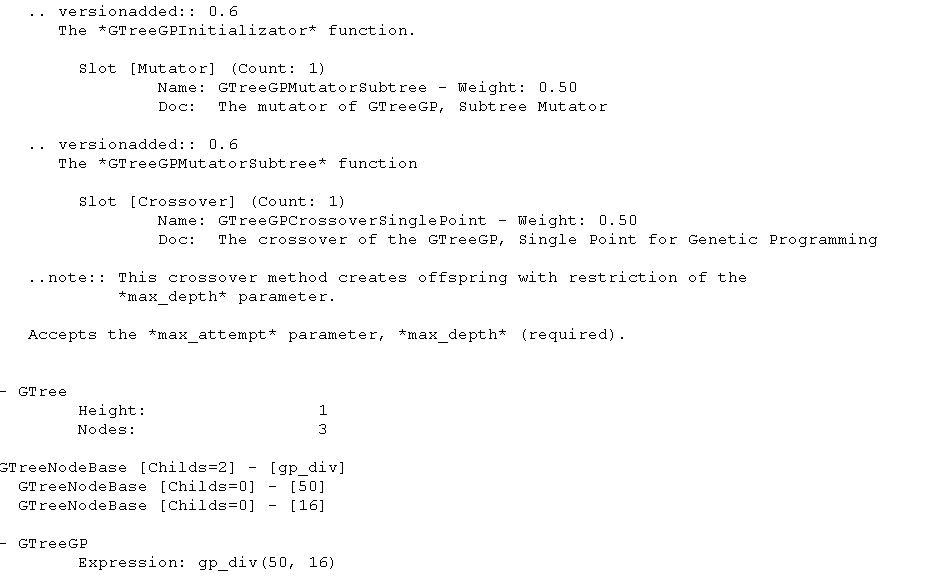 .. versionadded:: 0.6
The *GTreeGPInitializator* function.
Slot [Mutator] (Count: 1)
Name: GTreeGPMutatorSubtree - Weight: 0.50
Doc: The mutator of GTreeGP, Subtree Mutator
.. versionadded:: 0.6
The *GTreeGPMutatorSubtree* function
Slot [Crossover] (Count: 1)
Name: GTreeGPCrossoverSinglePoint - Weight: 0.50
Doc: The crossover of the GTreeGP, Single Point for Genetic Programming
..note:: This crossover method creates offspring with restriction of the
*max_depth* parameter.
Accepts the *max_attempt* parameter, *max_depth* (required).
- GTree
Height: 1
Nodes: 3
GTreeNodeBase [Childs=2] - [gp_div]
GTreeNodeBase [Childs=0] - [50]
GTreeNodeBase [Childs=0] - [16]
- GTreeGP
Expression: gp_div(50, 16)